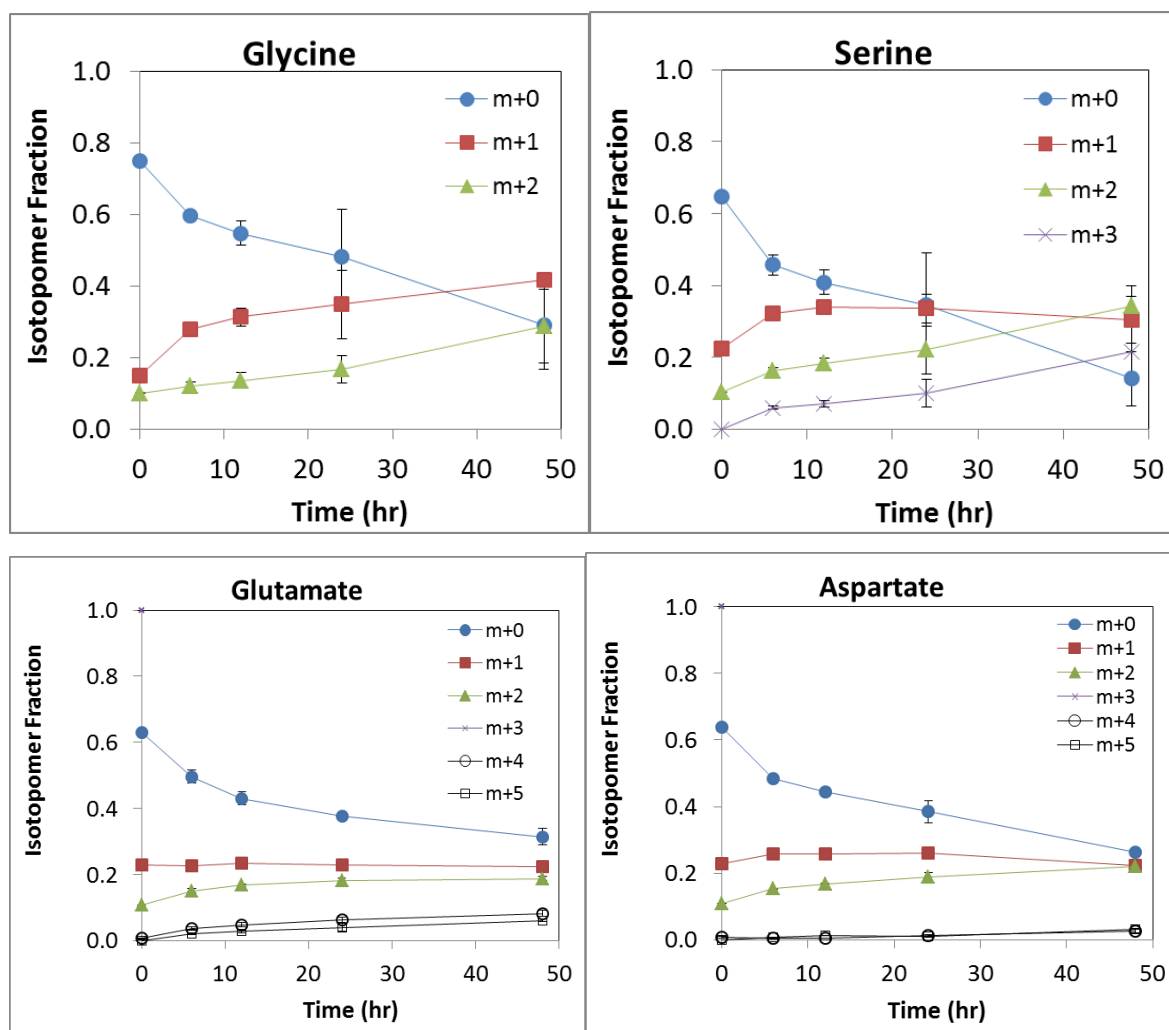 Glycine
Isotopomer Fraction
1.0
0.8
0.6
0.4
0.2
0.0
m+0
m+1
m+2
0 10 20 30 40 50
Time (hr)
Serine
Isotopomer Fraction
1.0
0.8
0.6
0.4
0.2
0.0
m+0
m+1
m+2
m+3
0 10 20 30 40 50
Time (hr)
Glutamate
Isotopomer Fraction
1.0
0.8
0.6
0.4
0.2
0.0
m+0
m+1
m+2
m+3
m+4
m+5
0 10 20 30 40 50
Time (hr)
Aspartate
Isotopomer Fraction
1.0
0.8
0.6
0.4
0.2
0.0
m+0
m+1
m+2
m+3
m+4
m+5
0 10 20 30 40 50
Time (hr)